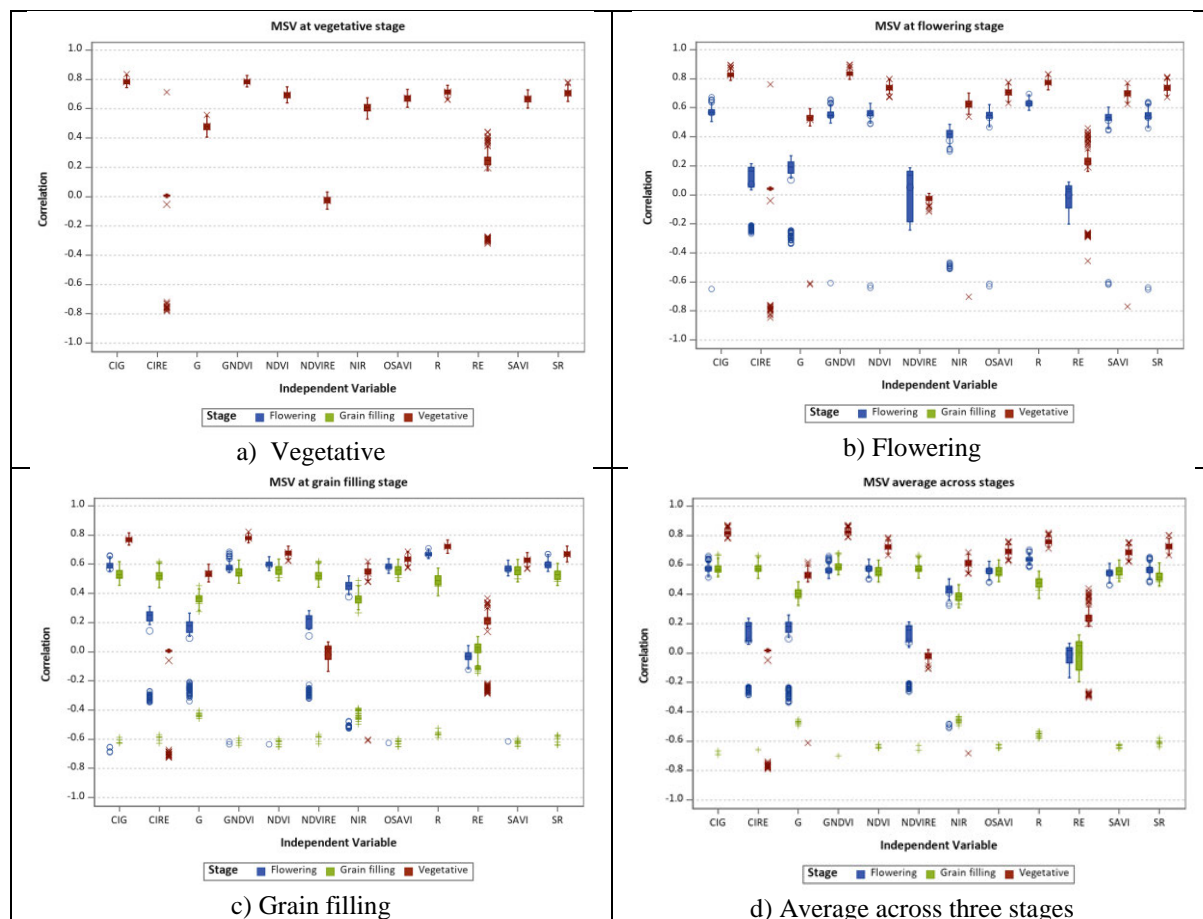 MSV at vegetative stage
1.0
0.8
0.6
0.4
0.2
0.0
-0.2
-0.4
-0.6
-0.8
-1.0
Correlation
CIG CIRE G GNDVI NDVI NDVIRE NIR OSAVI R RE SAVI SR
Independent Variable
Stage Flowering Grain filling Vegetative
a) Vegetative
MSV at flowering stage
1.0
0.8
0.6
0.4
0.2
0.0
-0.2
-0.4
-0.6
-0.8
-1.0
Correlation
CIG CIRE G GNDVI NDVI NDVIRE NIR OSAVI R RE SAVI SR
Independent Variable
Stage Flowering Grain filling Vegetative
b) Flowering
MSV at grain filling stage
1.0
0.8
0.6
0.4
0.2
0.0
-0.2
-0.4
-0.6
-0.8
-1.0
Correlation
CIG CIRE G GNDVI NDVI NDVIRE NIR OSAVI R RE SAVI SR
Independent Variable
Stage Flowering Grain filling Vegetative
c) Grain filling
MSV average across stages
1.0
0.8
0.6
0.4
0.2
0.0
-0.2
-0.4
-0.6
-0.8
-1.0
Correlation
CIG CIRE G GNDVI NDVI NDVIRE NIR OSAVI R RE SAVI SR
Independent Variable
Stage Flowering Grain filling Vegetative
d) Average across three stages